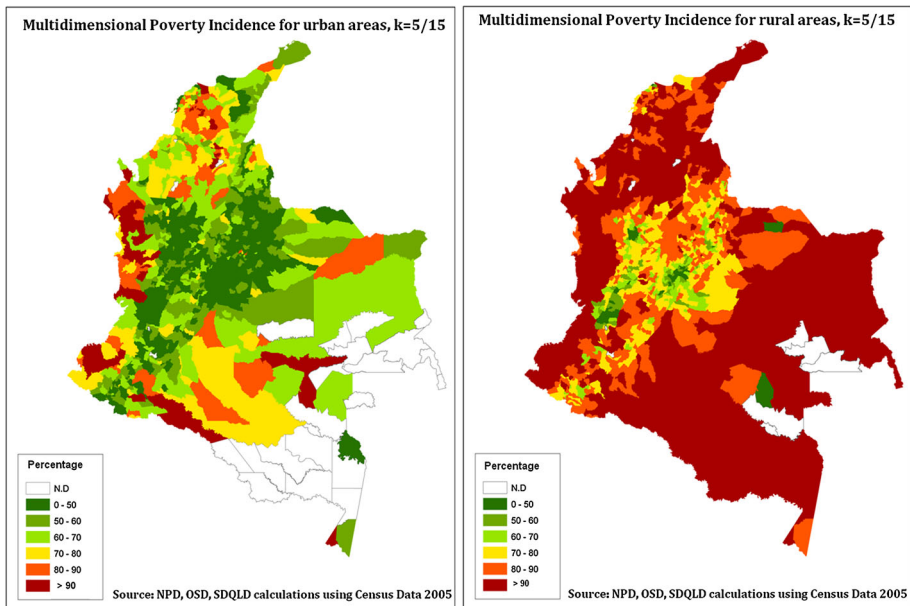 Multidimensional Poverty Incidence for urban areas, k=5/15
Percentage
N.D
0 - 50
50 - 60
60 - 70
70 - 80
80 - 90
> 90
Source: NPD, OSD, SDQLD calculations using Census Data 2005
Multidimensional Poverty Incidence for rural areas, k=5/15
Percentage
N.D
0 - 50
50 - 60
60 - 70
70 - 80
80 - 90
> 90
Source: NPD, OSD, SDQLD calculations using Census Data 2005